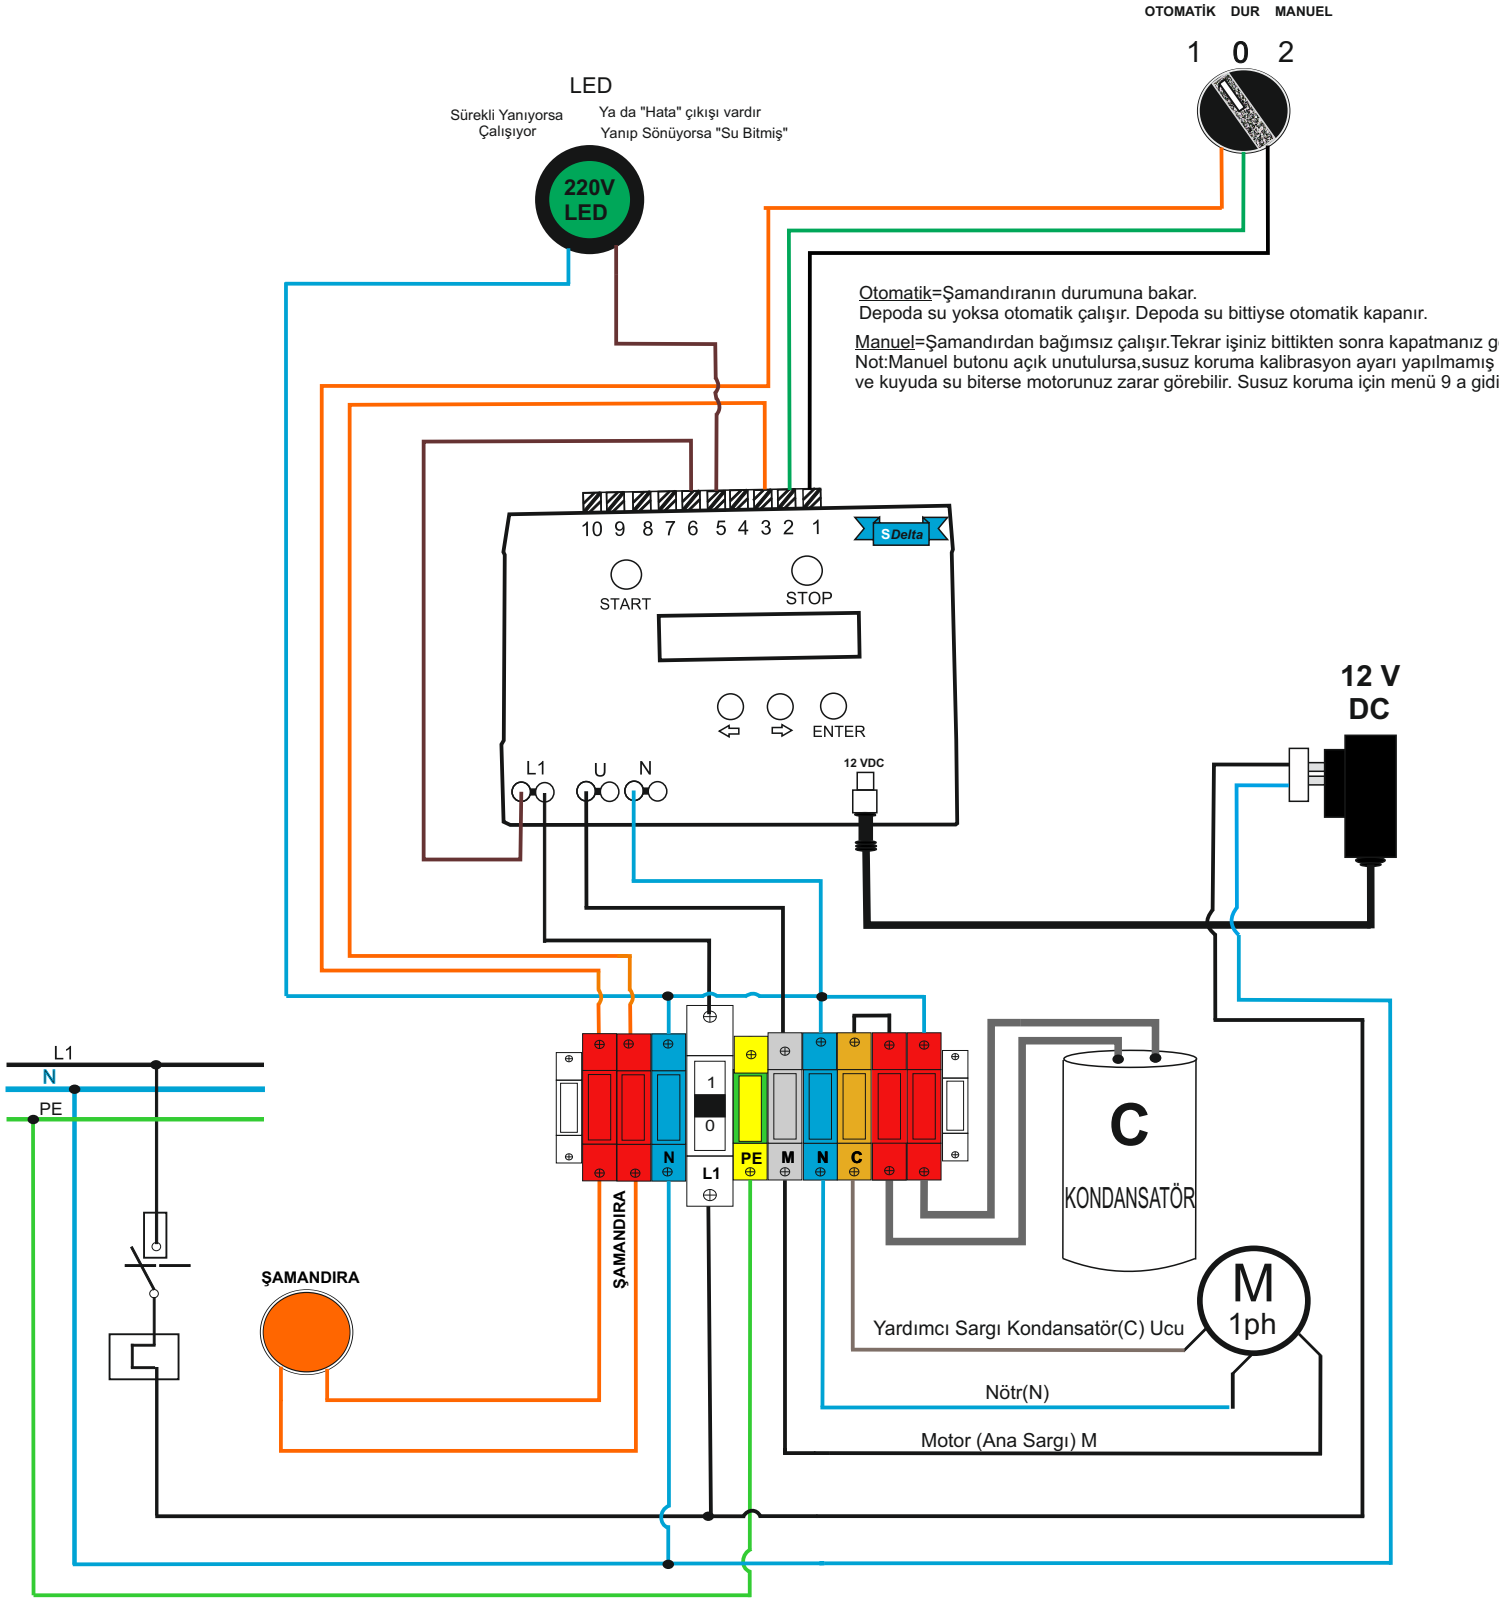 OTOMATİK DUR MANUEL
1 0 2
LED
Sürekli Yanıyorsa
Çalışıyor
Ya da "Hata" çıkışı vardır
Yanıp Sönüyorsa "Su Bitmiş"
220V
LED
Otomatik=Şamandıranın durumuna bakar.
Depoda su yoksa otomatik çalışır. Depoda su bittiyse otomatik kapanır.
Manuel=Şamandırdan bağımsız çalışır.Tekrar işiniz bittikten sonra kapatmanız g
Not:Manuel butonu açık unutulursa,susuz koruma kalibrasyon ayarı yapılmamış
ve kuyuda su biterse motorunuz zarar görebilir. Susuz koruma için menü 9 a gidi
10 9 8 7 6 5 4 3 2 1
SDelta
START
STOP
ENTER
L1 U N
12 VDC
12 V
DC
L1
N
PE
1
0
N
L1
PE
M
N
C
ŞAMANDIRA
ŞAMANDIRA
C
KONDANSATÖR
M
1ph
Yardımcı Sargı Kondansatör(C) Ucu
Nötr(N)
Motor (Ana Sargı) M